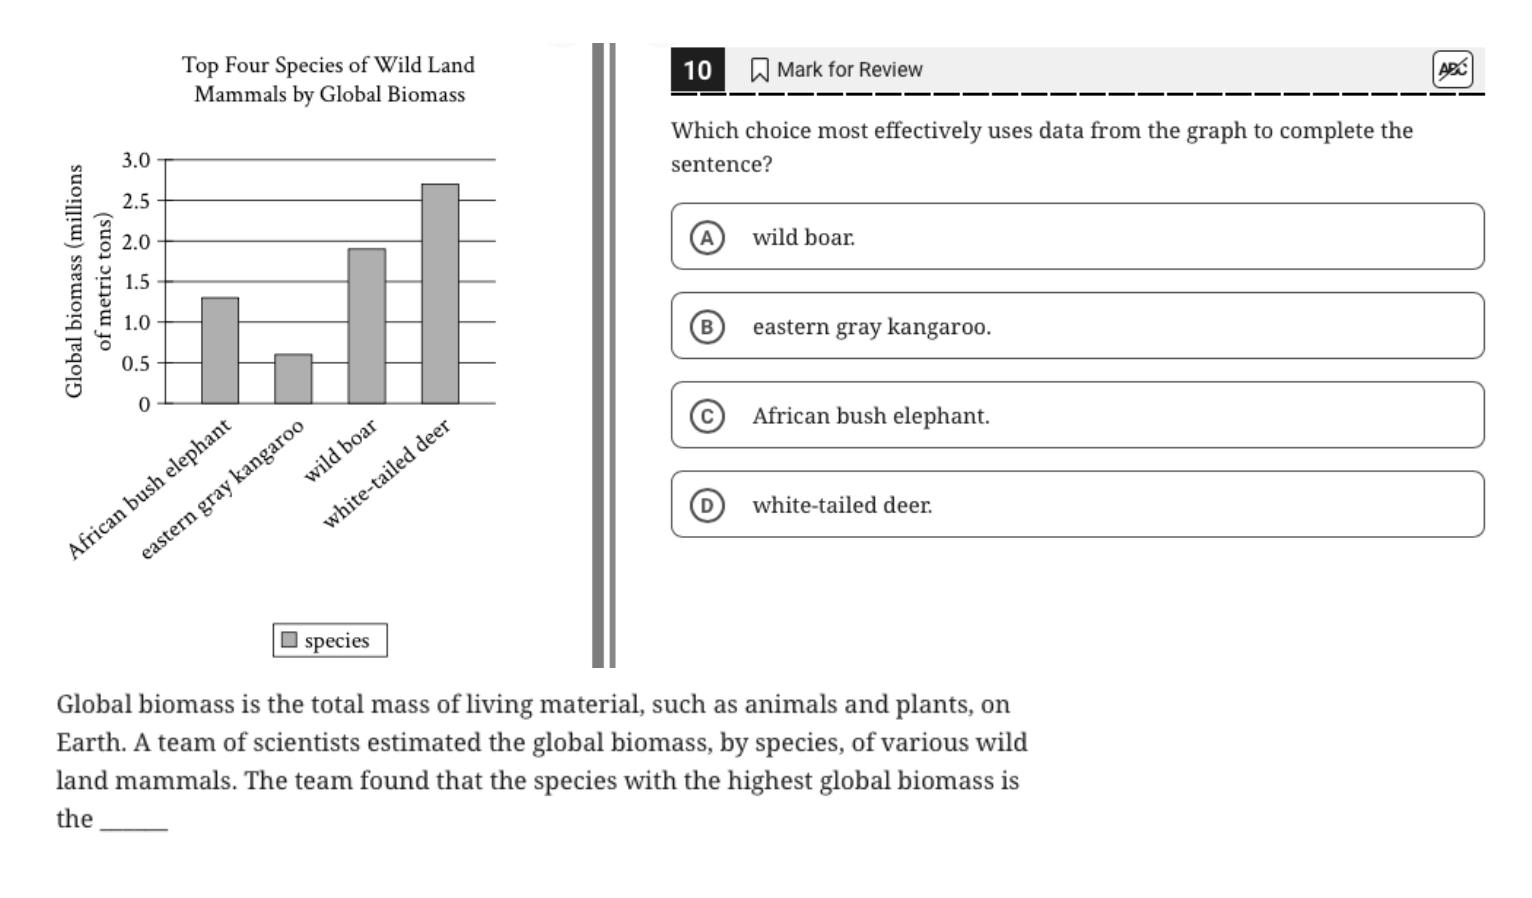 Top Four Species of Wild Land
Mammals by Global Biomass
Global biomass (millions
of metric tons)
3.0
2.5
2.0
1.5
1.0
0.5
0
African bush elephant
eastern gray kangaroo
wild boar
white-tailed deer
species
10 Mark for Review ABC
Which choice most effectively uses data from the graph to complete the
sentence?
A wild boar.
B eastern gray kangaroo.
C African bush elephant.
D white-tailed deer.
Global biomass is the total mass of living material, such as animals and plants, on
Earth. A team of scientists estimated the global biomass, by species, of various wild
land mammals. The team found that the species with the highest global biomass is
the ______